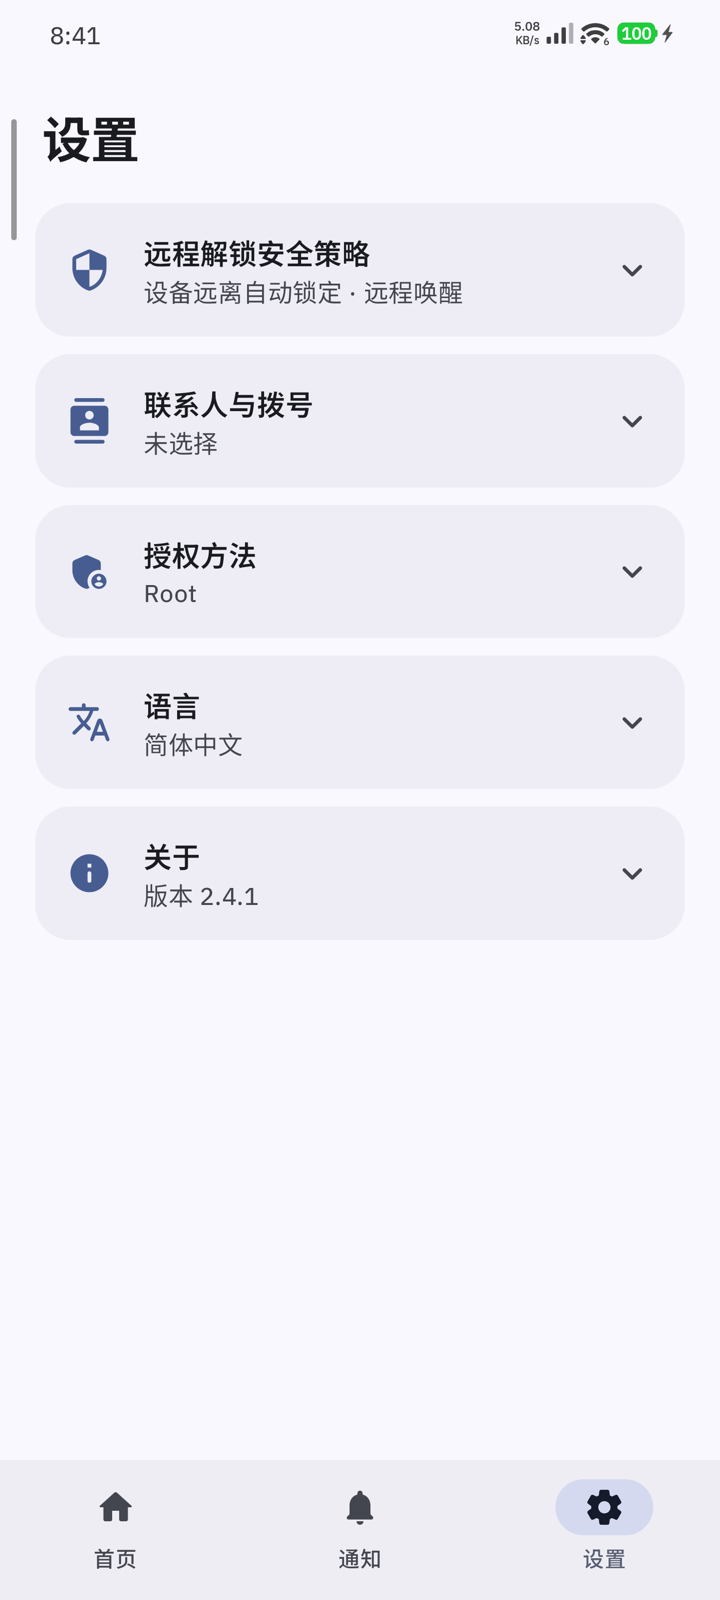 8:41
5.08
KB/s
6
100
设置
远程解锁安全策略
设备远离自动锁定 · 远程唤醒
联系人与拨号
未选择
授权方法
Root
语言
简体中文
关于
版本 2.4.1
首页
通知
设置